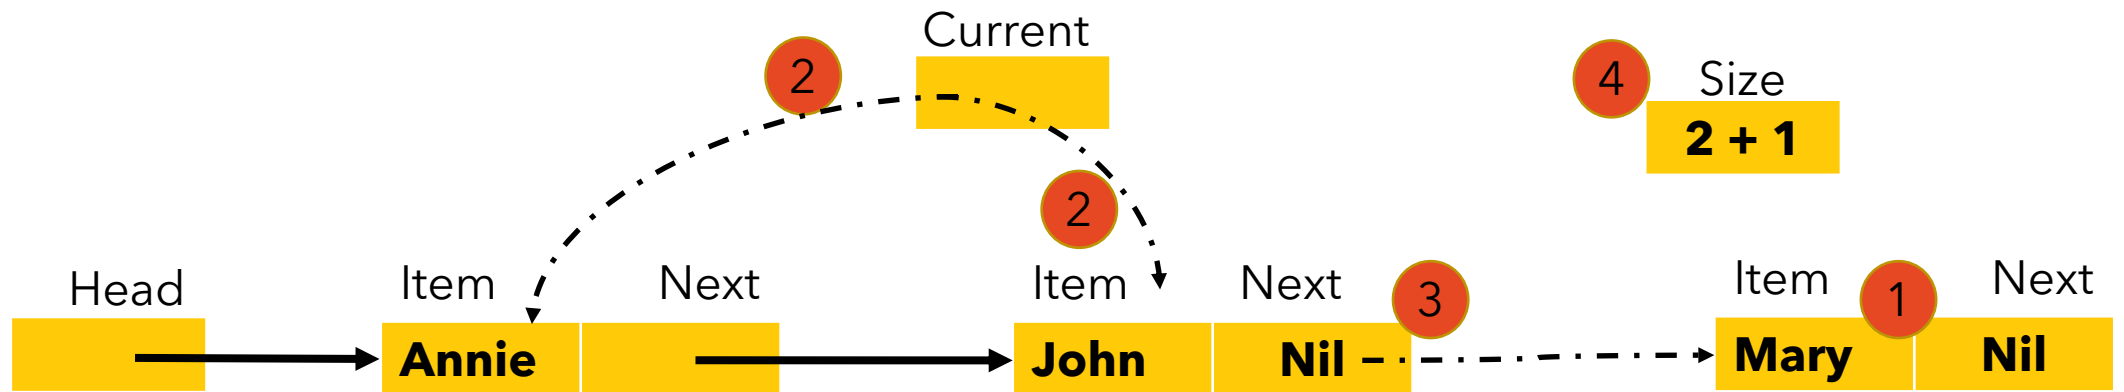 Current
2
4
Size
2 + 1
2
Head
Item
Next
Item
Next
3
Item
1
Next
Annie
John
Nil
Mary
Nil